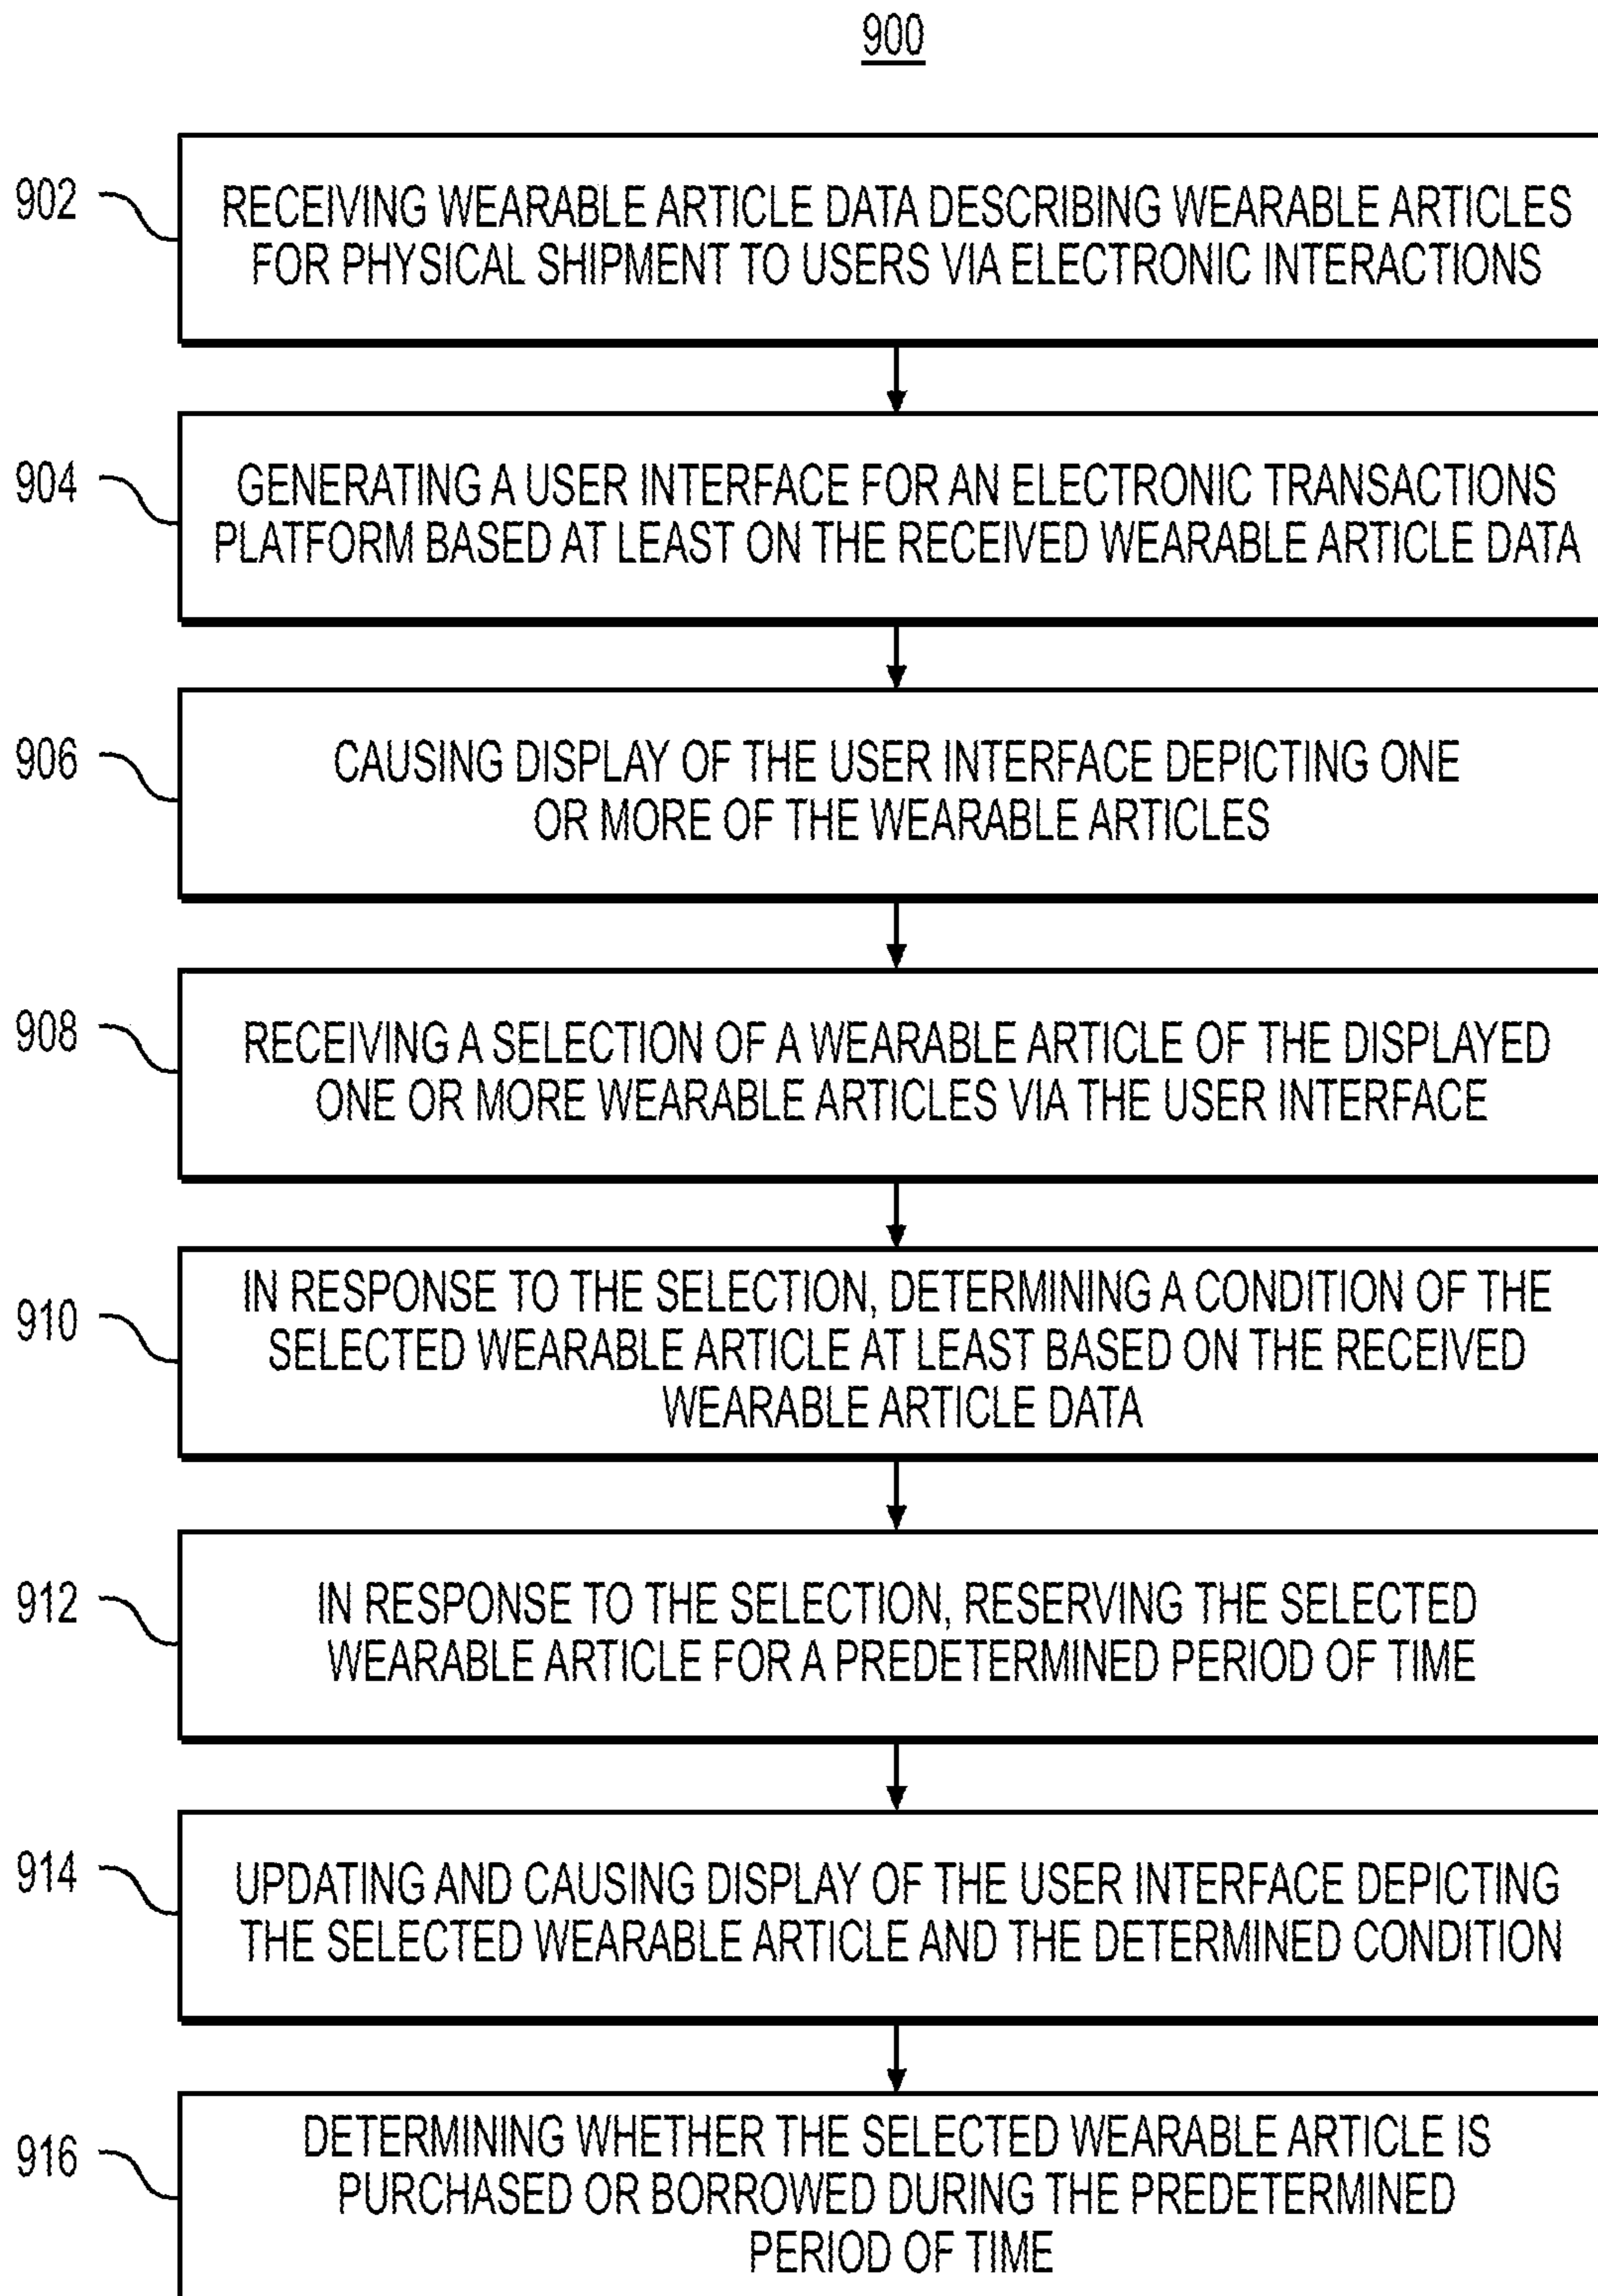 900
902
RECEIVING WEARABLE ARTICLE DATA DESCRIBING WEARABLE ARTICLES
FOR PHYSICAL SHIPMENT TO USERS VIA ELECTRONIC INTERACTIONS
904
GENERATING A USER INTERFACE FOR AN ELECTRONIC TRANSACTIONS
PLATFORM BASED AT LEAST ON THE RECEIVED WEARABLE ARTICLE DATA
906
CAUSING DISPLAY OF THE USER INTERFACE DEPICTING ONE
OR MORE OF THE WEARABLE ARTICLES
908
RECEIVING A SELECTION OF A WEARABLE ARTICLE OF THE DISPLAYED
ONE OR MORE WEARABLE ARTICLES VIA THE USER INTERFACE
910
IN RESPONSE TO THE SELECTION, DETERMINING A CONDITION OF THE
SELECTED WEARABLE ARTICLE AT LEAST BASED ON THE RECEIVED
WEARABLE ARTICLE DATA
912
IN RESPONSE TO THE SELECTION, RESERVING THE SELECTED
WEARABLE ARTICLE FOR A PREDETERMINED PERIOD OF TIME
914
UPDATING AND CAUSING DISPLAY OF THE USER INTERFACE DEPICTING
THE SELECTED WEARABLE ARTICLE AND THE DETERMINED CONDITION
916
DETERMINING WHETHER THE SELECTED WEARABLE ARTICLE IS
PURCHASED OR BORROWED DURING THE PREDETERMINED
PERIOD OF TIME